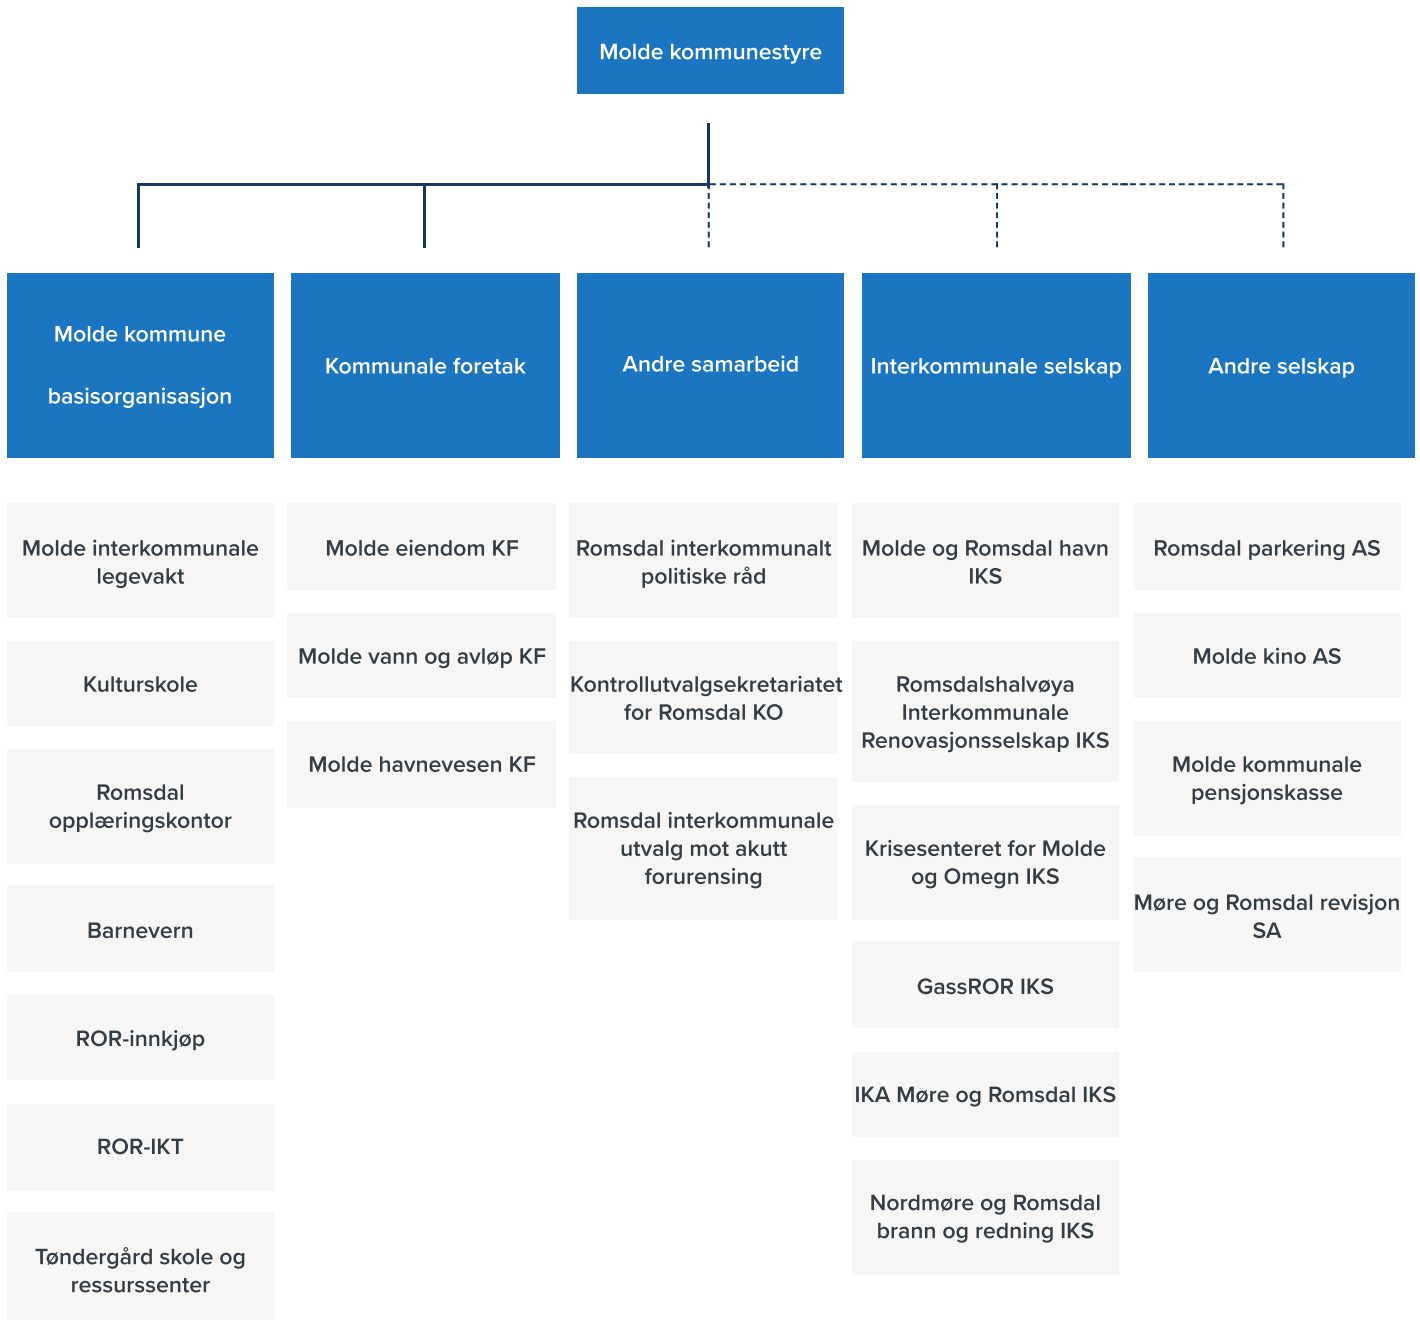 Molde kommunestyre
Molde kommune
basisorganisasjon
Kommunale foretak
Andre samarbeid
Interkommunale selskap
Andre selskap
Molde interkommunale
legevakt
Kulturskole
Romsdal
opplæringskontor
Barnevern
ROR-innkjøp
ROR-IKT
Tøndergård skole og
ressurssenter
Molde eiendom KF
Molde vann og avløp KF
Molde havnevesen KF
Romsdal interkommunalt
politiske råd
Kontrollutvalgsekretariatet
for Romsdal KO
Romsdal interkommunale
utvalg mot akutt
forurensing
Molde og Romsdal havn
IKS
Romsdalshalvøya
Interkommunale
Renovasjonsselskap IKS
Krisesenteret for Molde
og Omegn IKS
GassROR IKS
IKA Møre og Romsdal IKS
Nordmøre og Romsdal
brann og redning IKS
Romsdal parkering AS
Molde kino AS
Molde kommunale
pensjonskasse
Møre og Romsdal revisjon
SA